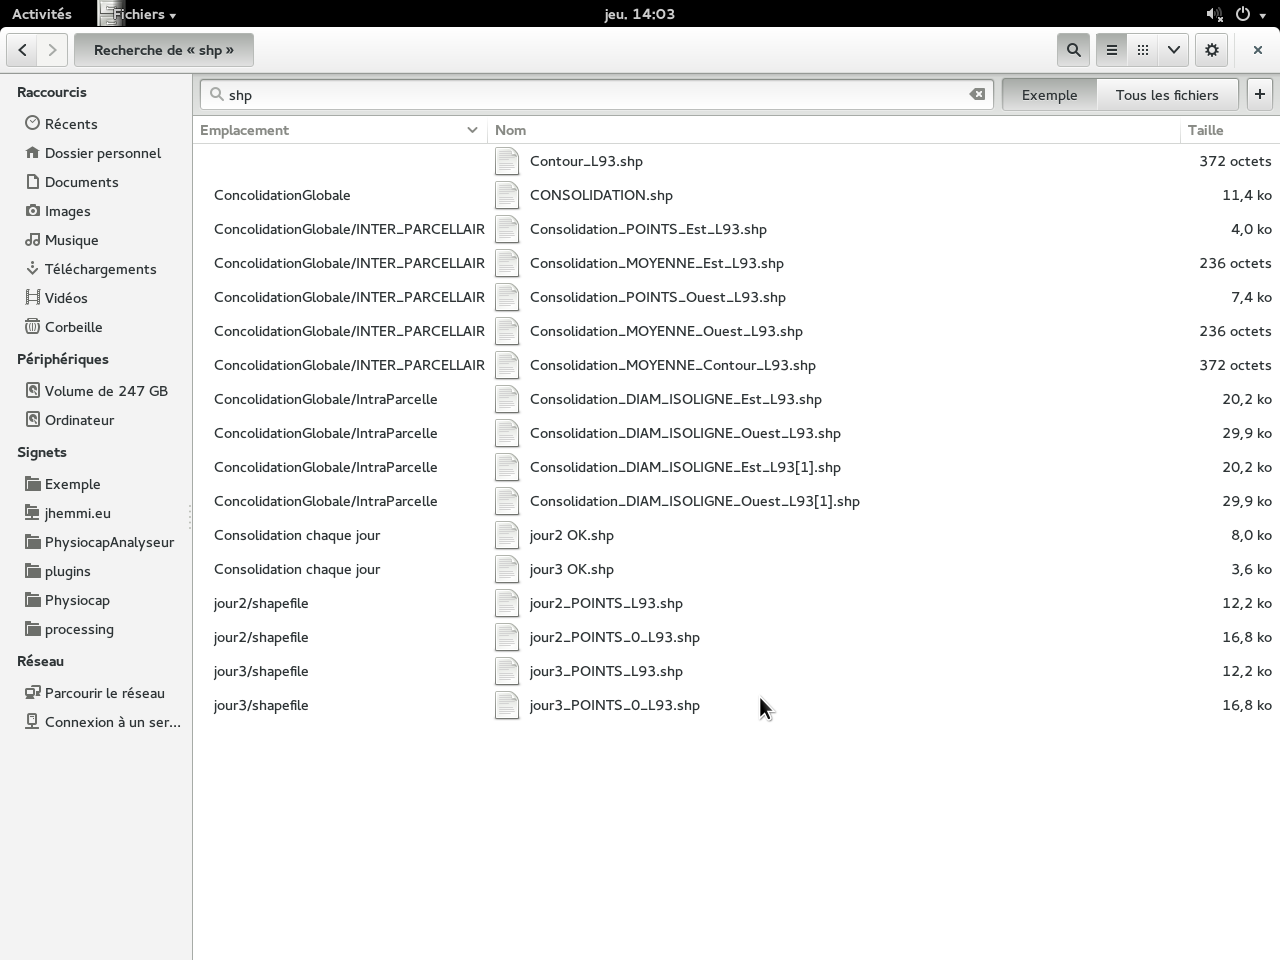 Activités Fichiers jeu. 14:03
Recherche de « shp »
Raccourcis
Récents
Dossier personnel
Documents
Images
Musique
Téléchargements
Vidéos
Corbeille
Périphériques
Volume de 247 GB
Ordinateur
Signets
Exemple
jhemmi.eu
PhysiocapAnalyseur
plugins
Physiocap
processing
Réseau
Parcourir le réseau
Connexion à un ser...
shp Exemple Tous les fichiers +
Emplacement Nom Taille
Contour_L93.shp 372 octets
ConcolidationGlobale CONSOLIDATION.shp 11,4 ko
ConcolidationGlobale/INTER_PARCELLAIR Consolidation_POINTS_Est_L93.shp 4,0 ko
ConcolidationGlobale/INTER_PARCELLAIR Consolidation_MOYENNE_Est_L93.shp 236 octets
ConcolidationGlobale/INTER_PARCELLAIR Consolidation_POINTS_Ouest_L93.shp 7,4 ko
ConcolidationGlobale/INTER_PARCELLAIR Consolidation_MOYENNE_Ouest_L93.shp 236 octets
ConcolidationGlobale/INTER_PARCELLAIR Consolidation_MOYENNE_Contour_L93.shp 372 octets
ConcolidationGlobale/IntraParcelle Consolidation_DIAM_ISOLIGNE_Est_L93.shp 20,2 ko
ConcolidationGlobale/IntraParcelle Consolidation_DIAM_ISOLIGNE_Ouest_L93.shp 29,9 ko
ConcolidationGlobale/IntraParcelle Consolidation_DIAM_ISOLIGNE_Est_L93[1].shp 20,2 ko
ConcolidationGlobale/IntraParcelle Consolidation_DIAM_ISOLIGNE_Ouest_L93[1].shp 29,9 ko
Consolidation chaque jour jour2 OK.shp 8,0 ko
Consolidation chaque jour jour3 OK.shp 3,6 ko
jour2/shapefile jour2_POINTS_L93.shp 12,2 ko
jour2/shapefile jour2_POINTS_0_L93.shp 16,8 ko
jour3/shapefile jour3_POINTS_L93.shp 12,2 ko
jour3/shapefile jour3_POINTS_0_L93.shp 16,8 ko